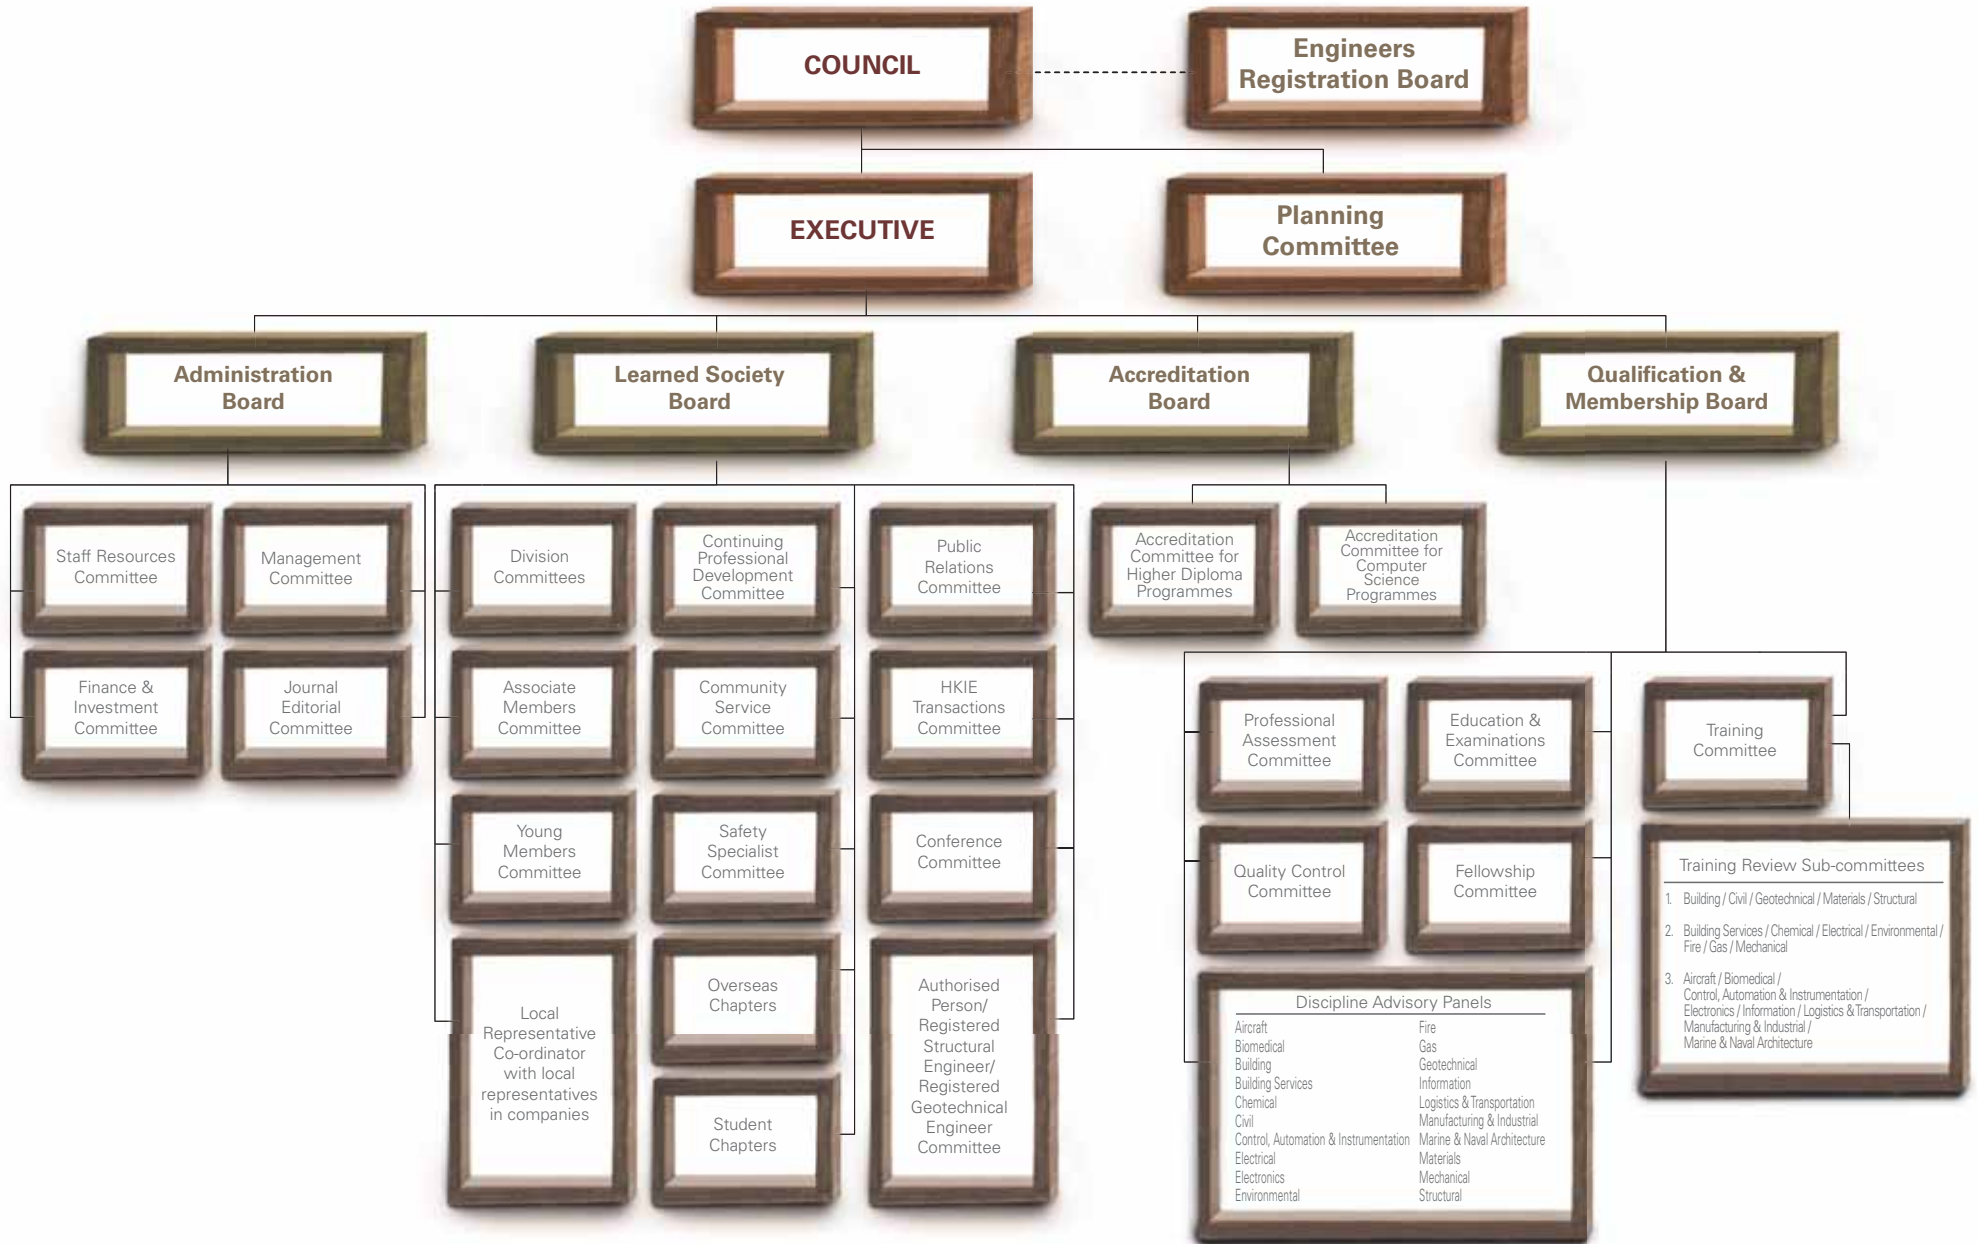 COUNCIL
Engineers
Registration Board
EXECUTIVE
Planning
Committee
Administration
Board
Learned Society
Board
Accreditation
Board
Qualification &
Membership Board
Staff Resources
Committee
Management
Committee
Finance &
Investment
Committee
Journal
Editorial
Committee
Division
Committees
Continuing
Professional
Development
Committee
Public
Relations
Committee
Associate
Members
Committee
Community
Service
Committee
HKIE
Transactions
Committee
Young
Members
Committee
Safety
Specialist
Committee
Conference
Committee
Local
Representative
Co-ordinator
with local
representatives
in companies
Overseas
Chapters
Student
Chapters
Authorised
Person/
Registered
Structural
Engineer/
Registered
Geotechnical
Engineer
Committee
Accreditation
Committee for
Higher Diploma
Programmes
Accreditation
Committee for
Computer
Science
Programmes
Professional
Assessment
Committee
Education &
Examinations
Committee
Training
Committee
Quality Control
Committee
Fellowship
Committee
Training Review Sub-committees
1. Building / Civil / Geotechnical / Materials / Structural
2. Building Services / Chemical / Electrical / Environmental /
Fire / Gas / Mechanical
3. Aircraft / Biomedical /
Control, Automation & Instrumentation /
Electronics / Information / Logistics & Transportation /
Manufacturing & Industrial /
Marine & Naval Architecture
Discipline Advisory Panels
Aircraft
Biomedical
Building
Building Services
Chemical
Civil
Control, Automation & Instrumentation
Electrical
Electronics
Environmental
Fire
Gas
Geotechnical
Information
Logistics & Transportation
Manufacturing & Industrial
Marine & Naval Architecture
Materials
Mechanical
Structural